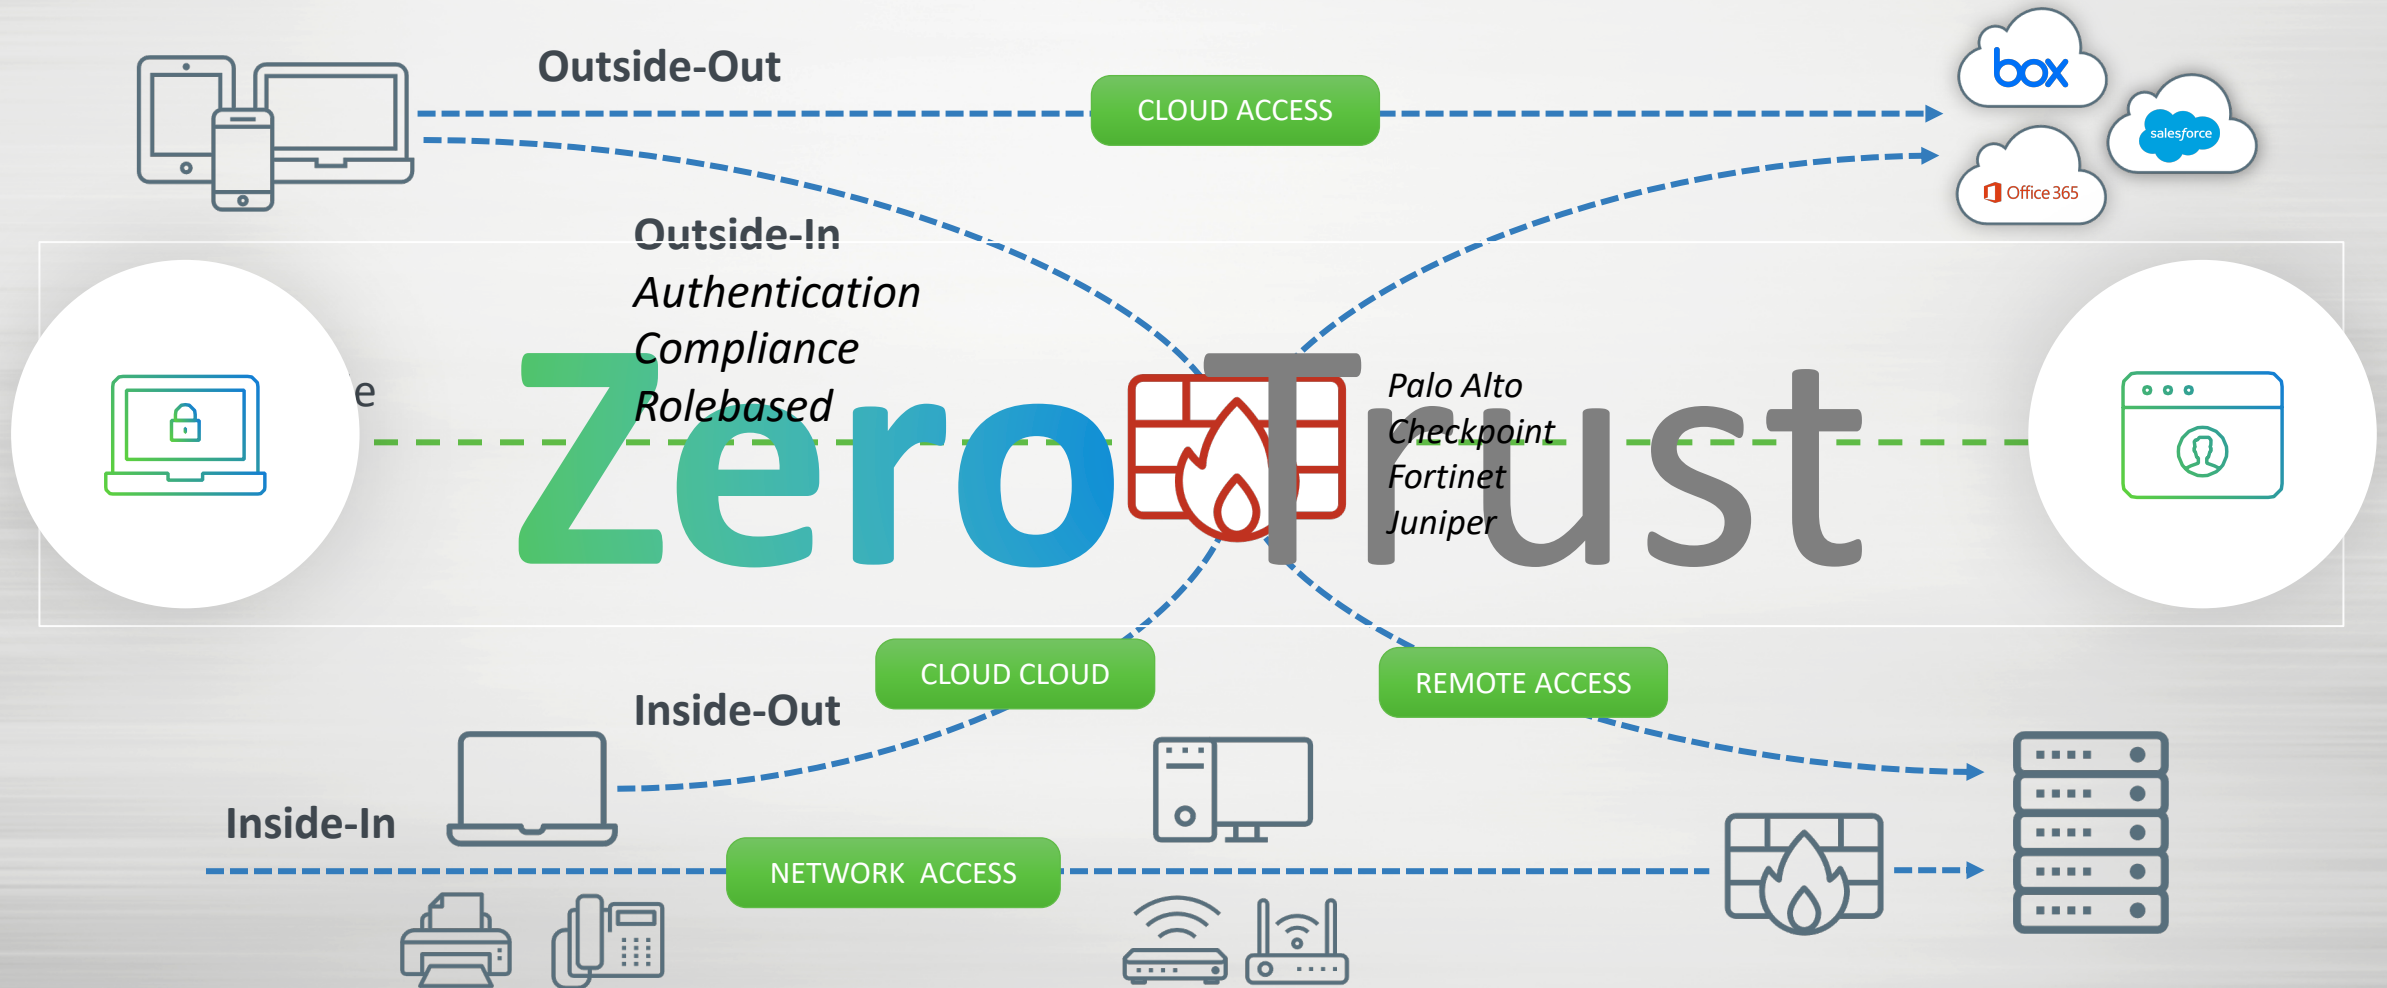 Outside-Out
CLOUD ACCESS
box
salesforce
Office 365
Outside-In
Authentication
Compliance
Rolebased
Zero Trust
Palo Alto
Checkpoint
Fortinet
Juniper
CLOUD CLOUD
REMOTE ACCESS
Inside-Out
Inside-In
NETWORK ACCESS